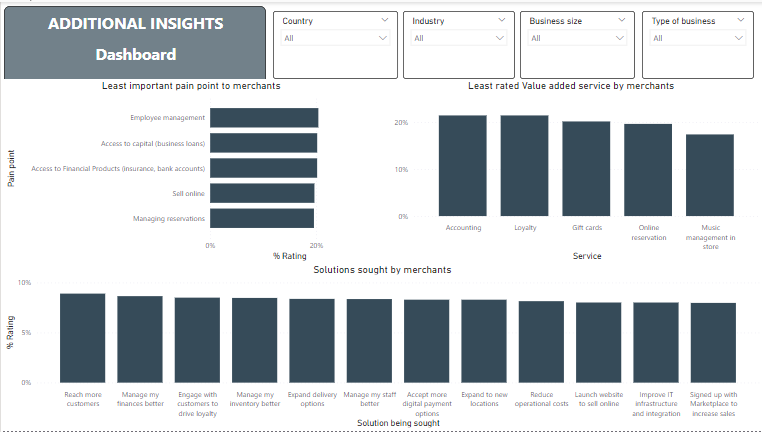 ADDITIONAL INSIGHTS
Dashboard
Country
All
Industry
All
Business size
All
Type of business
All
Least important pain point to merchants
Pain point
Employee management
Access to capital (business loans)
Access to Financial Products (insurance, bank accounts)
Sell online
Managing reservations
0%
20%
% Rating
Least rated Value added service by merchants
20%
10%
0%
Accounting
Loyalty
Gift cards
Online
reservation
Music
management in
store
Service
Solutions sought by merchants
% Rating
10%
5%
0%
Reach more
customers
Manage my
finances better
Engage with
customers to
drive loyalty
Manage my
inventory better
Expand delivery
options
Manage my staff
better
Accept more
digital payment
options
Expand to new
locations
Reduce
operational costs
Launch website
to sell online
Improve IT
infrastructure
and integration
Signed up with
Marketplace to
increase sales
Solution being sought